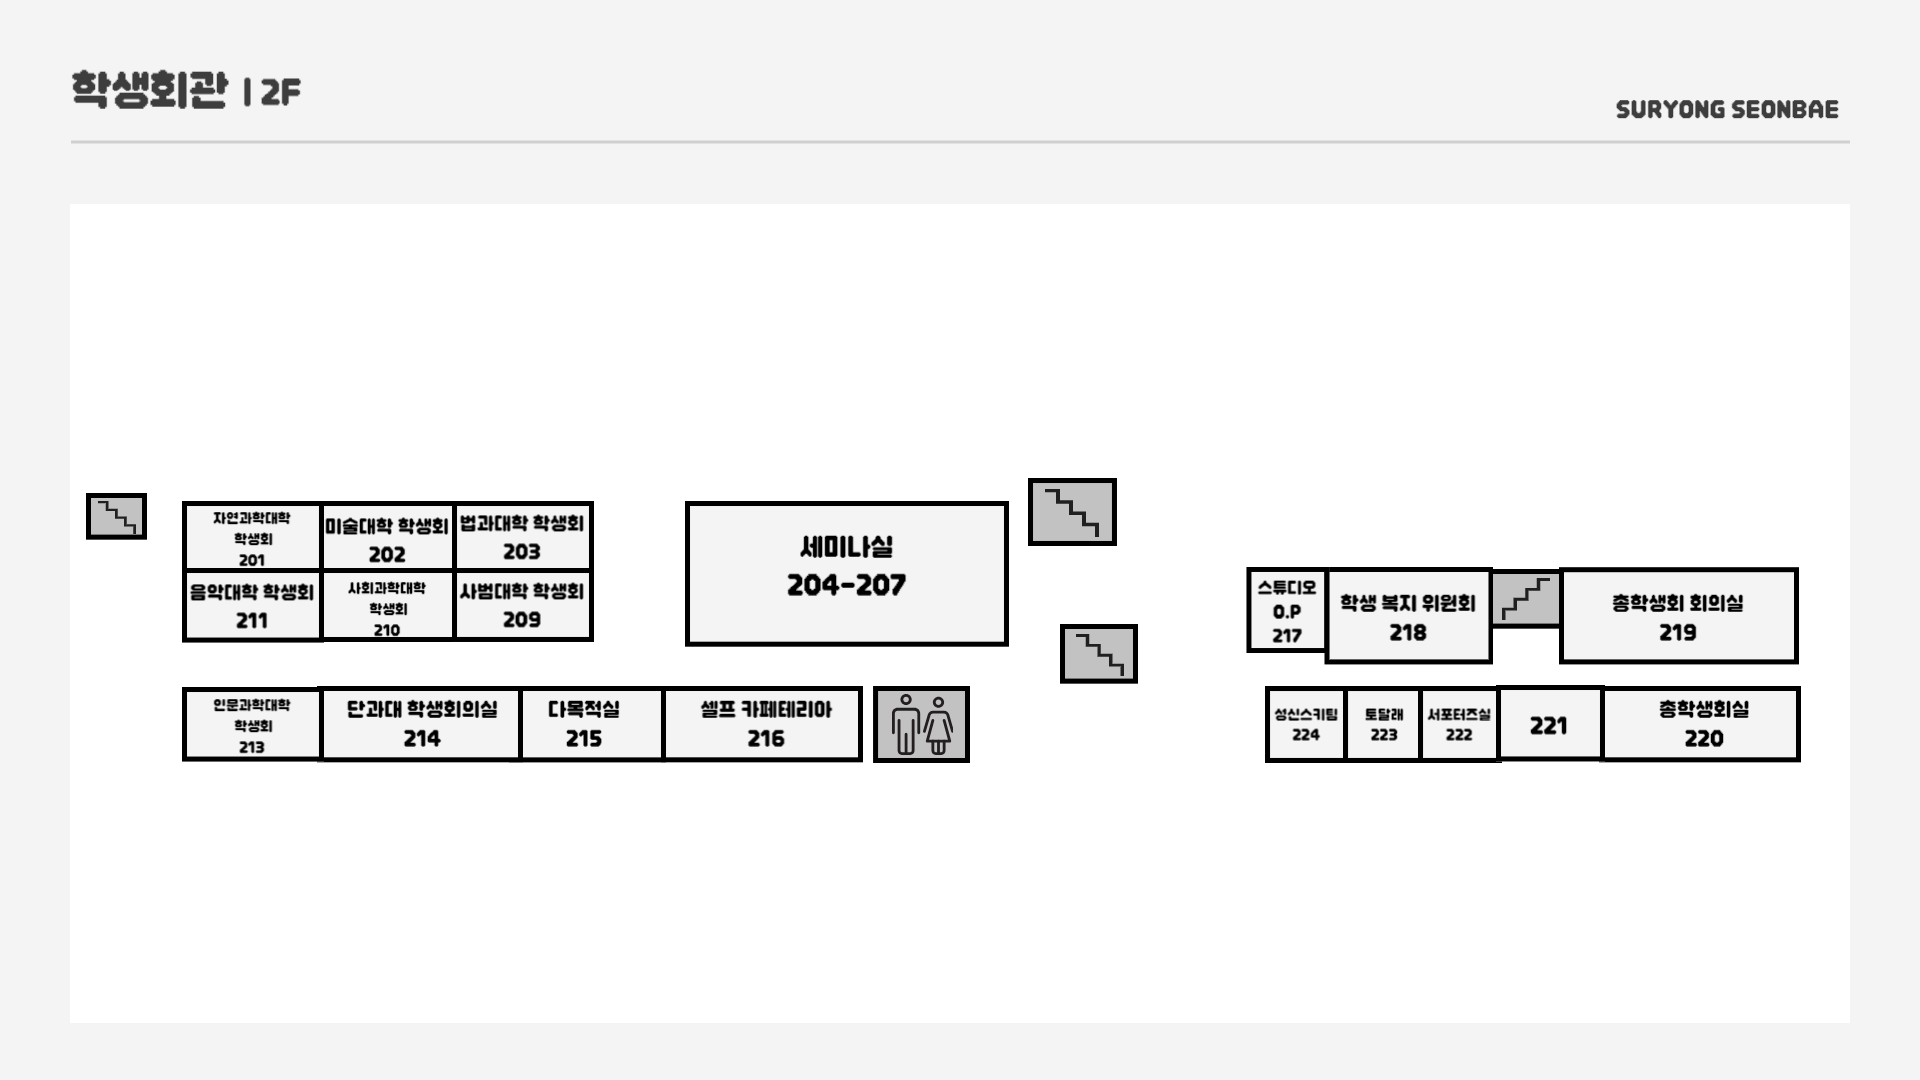 학생회관 | 2F
SURYONG SEONBAE
자연과학대학
학생회
201
미술대학 학생회
202
법과대학 학생회
203
음악대학 학생회
211
사회과학대학
학생회
210
사범대학 학생회
209
세미나실
204-207
인문과학대학
학생회
213
단과대 학생회의실
214
다목적실
215
셀프 카페테리아
216
스튜디오
O.P
217
학생 복지 위원회
218
총학생회 회의실
219
성신스키팀
224
토달래
223
서포터즈실
222
221
총학생회실
220